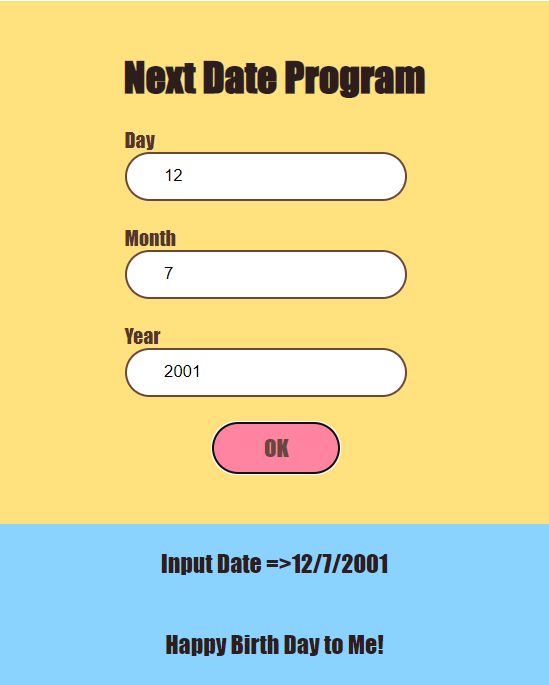 Next Date Program
Day
12
Month
7
Year
2001
OK
Input Date =>12/7/2001
Happy Birth Day to Me!